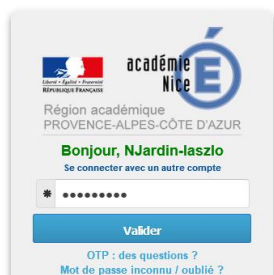 académie
Nice
Liberté • Égalité • Fraternité
RÉPUBLIQUE FRANÇAISE
Région académique
PROVENCE-ALPES-CÔTE D'AZUR
Bonjour, NJardin-laszlo
Se connecter avec un autre compte
Valider
OTP : des questions ?
Mot de passe inconnu / oublié ?